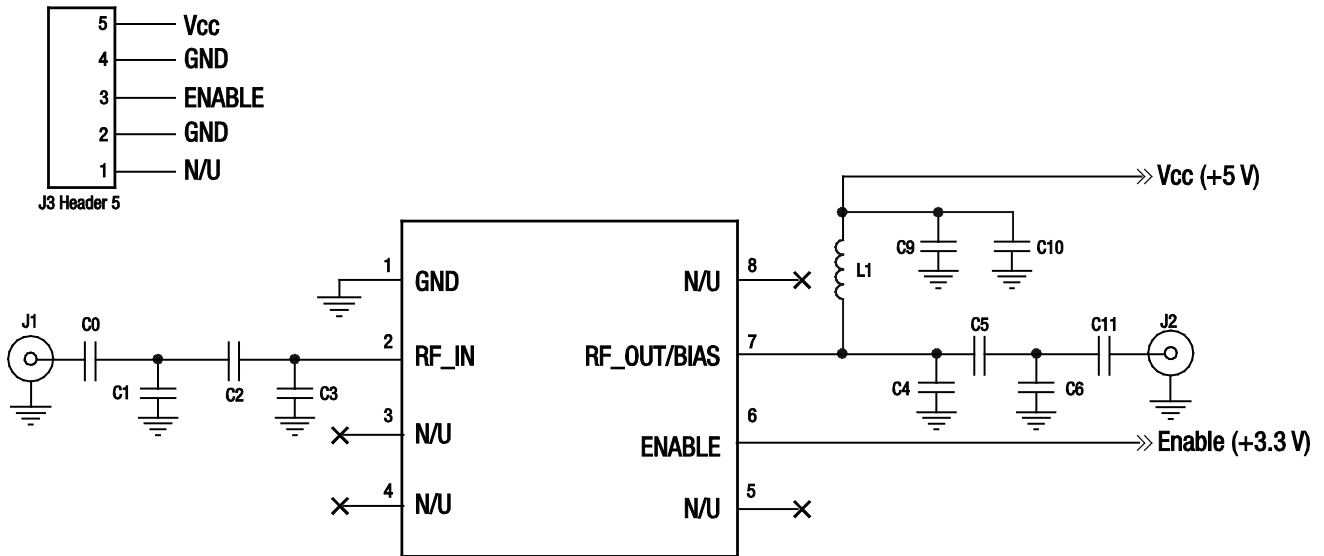 5 Vcc
4 GND
3 ENABLE
2 GND
1 N/U
J3 Header 5
Vcc (+5 V)
C9
C10
L1
1
GND
8
N/U
J1
C0
C1
C2
C3
2
RF_IN
7
RF_OUT/BIAS
C4
C5
C6
C11
J2
3
N/U
6
ENABLE
Enable (+3.3 V)
4
N/U
5
N/U